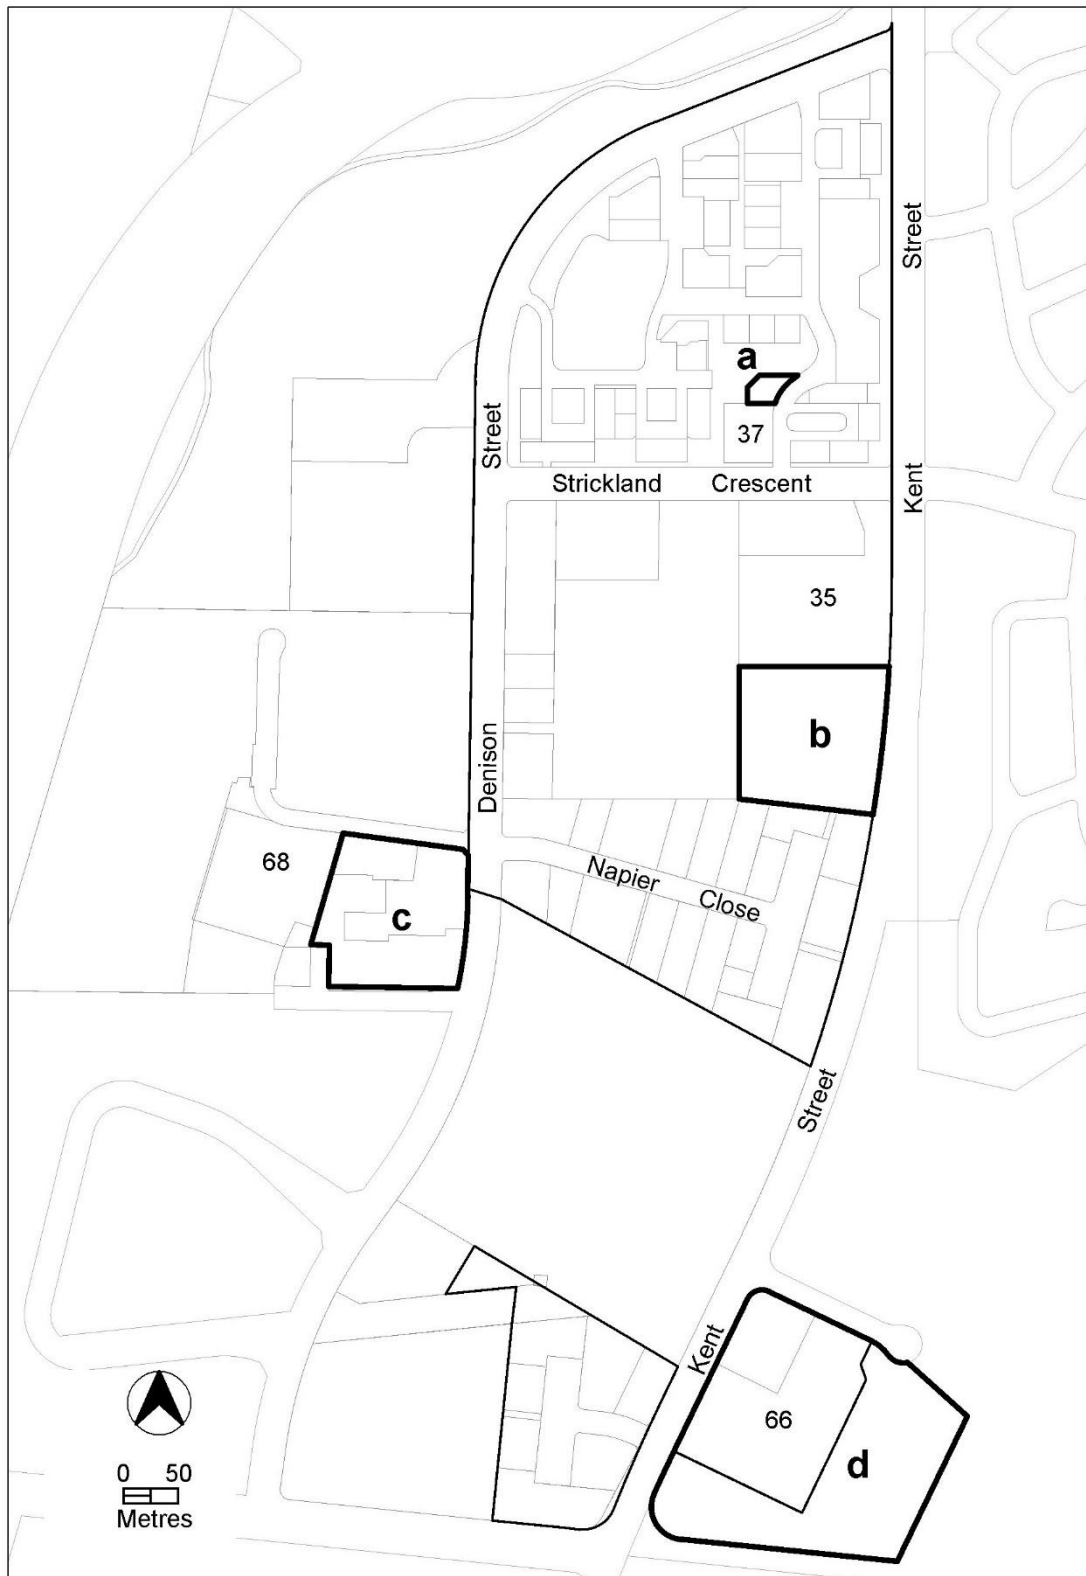 Street
a
37
Street
Kent
Strickland Crescent
35
b
Denison
68
Napier Close
c
Street
Kent
66
d
0 50
Metres